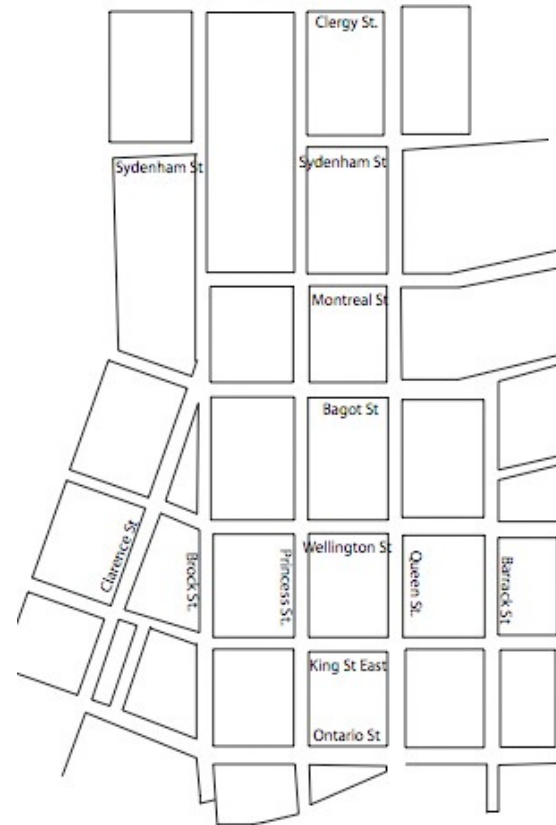 Clergy St.
Sydenham St
Sydenham St
Montreal St
Bagot St
Clarence St
Brock St.
Princess St.
Wellington St
Queen St.
Barrack St
King St East
Ontario St